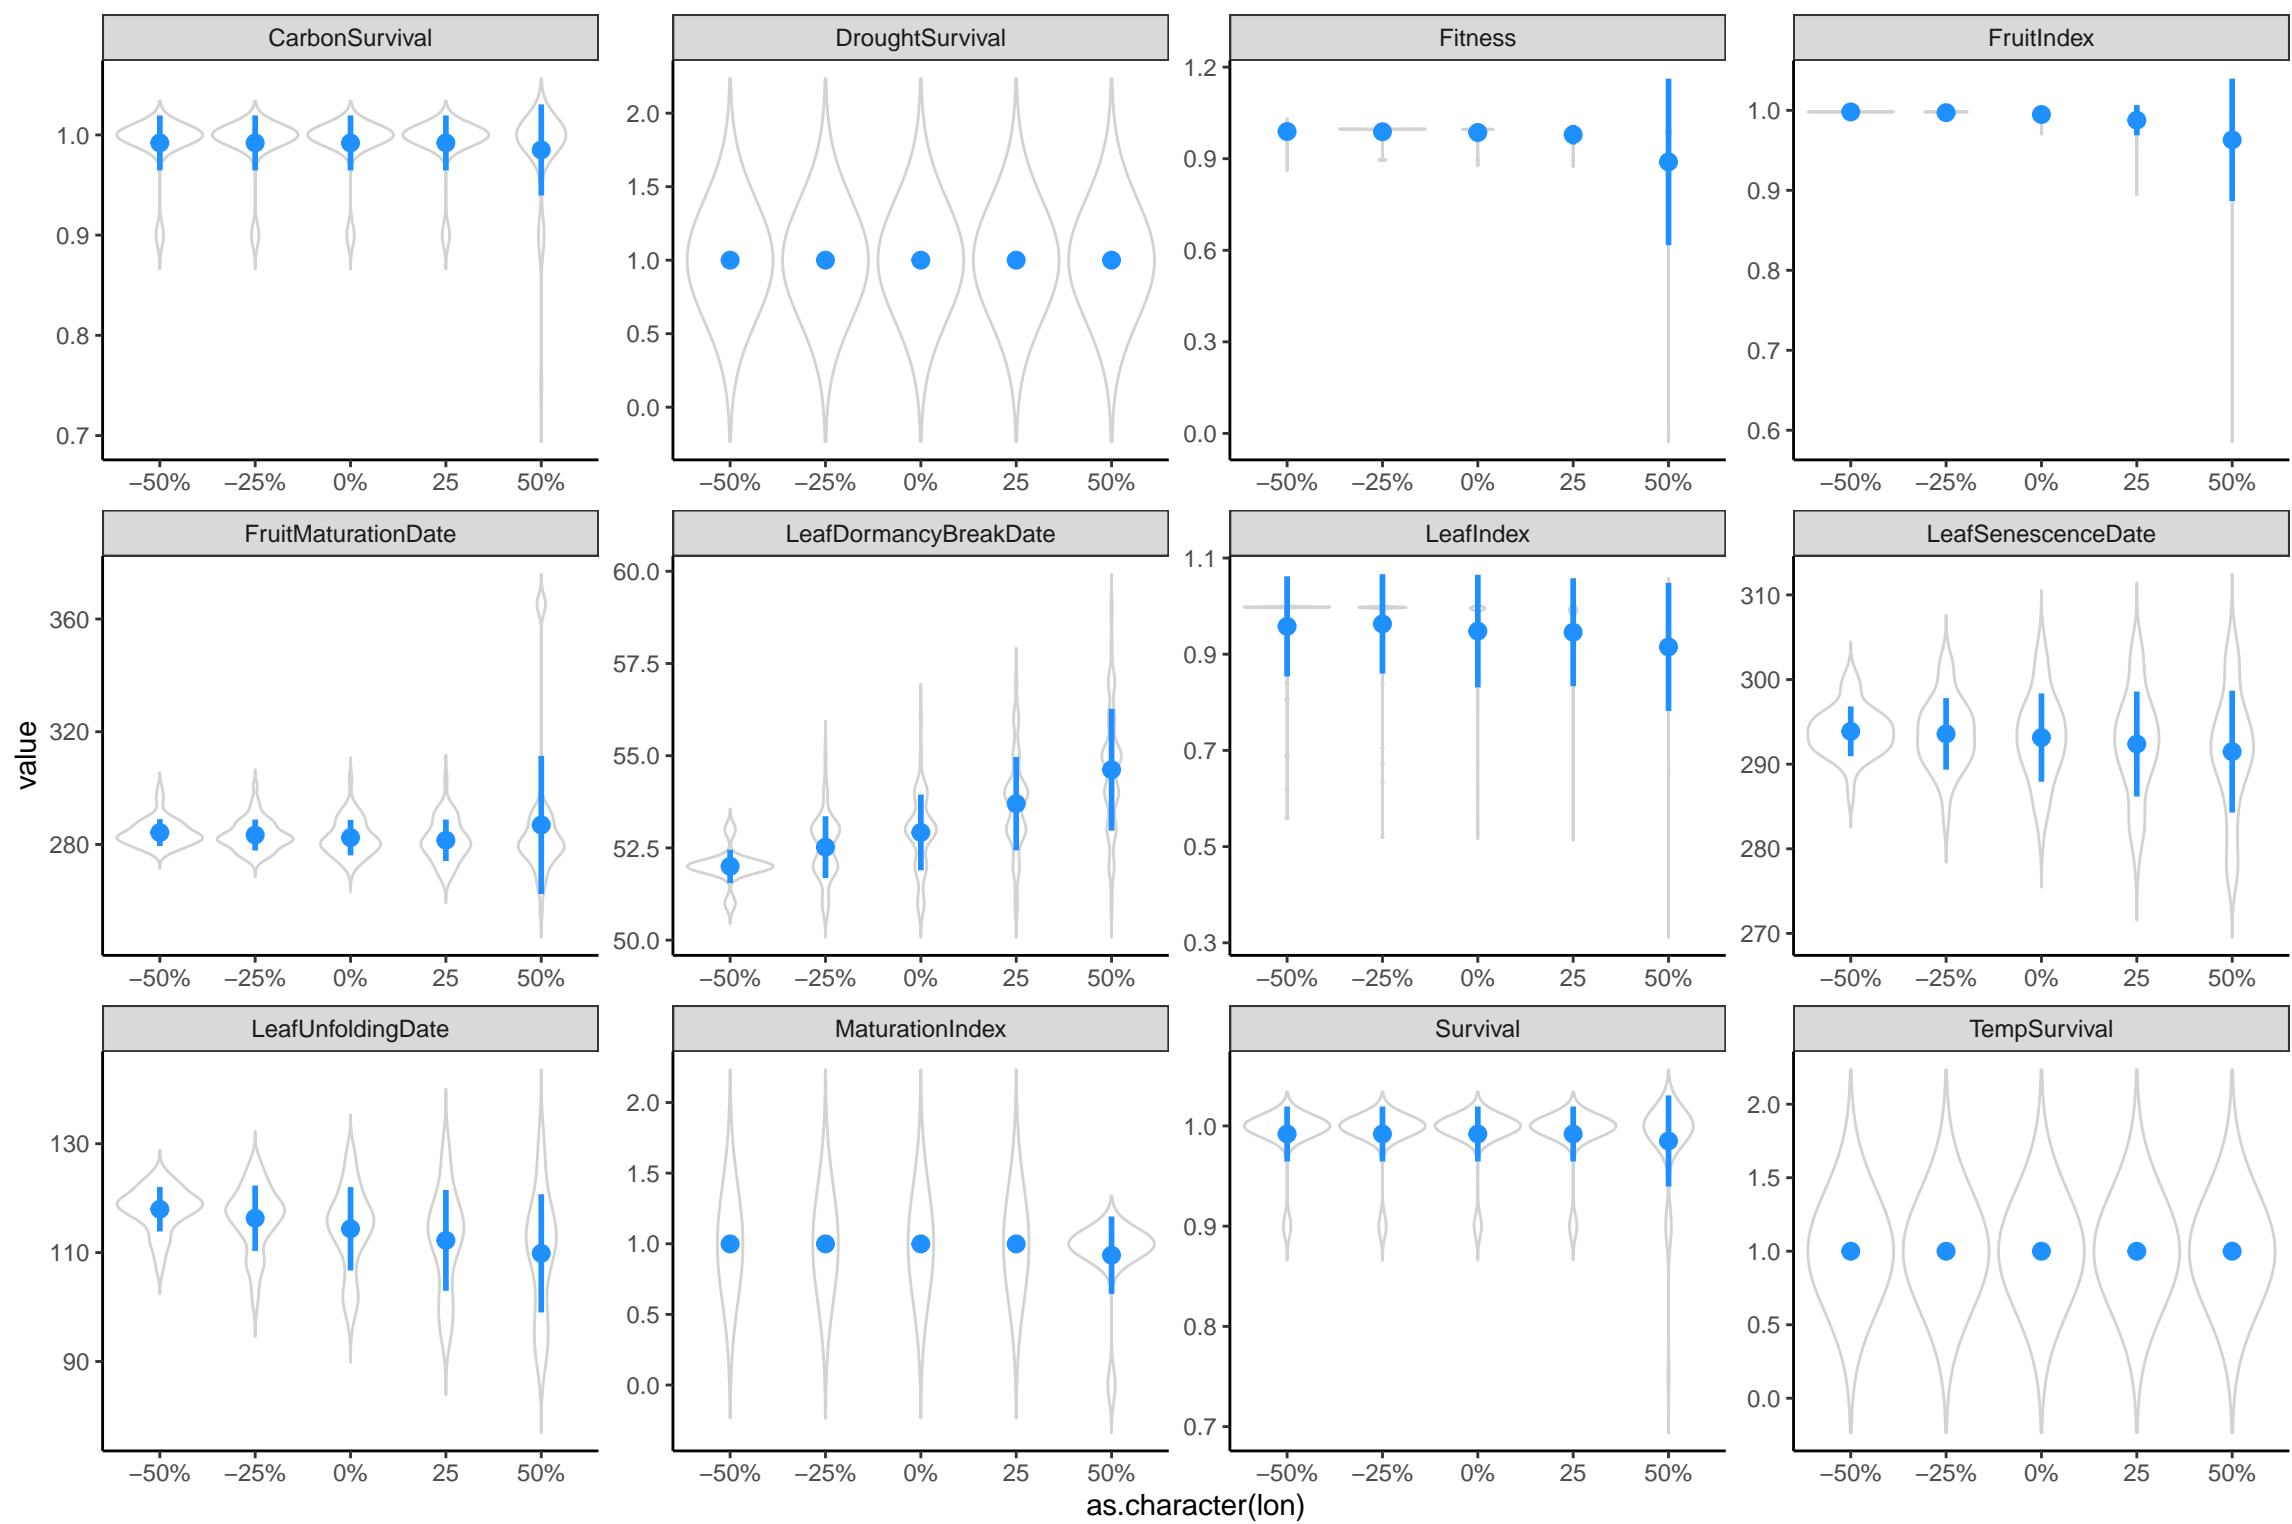 CarbonSurvival DroughtSurvival Fitness FruitIndex
1.0 0.9 0.8 0.7
2.0 1.5 1.0 0.5 0.0
1.2 0.9 0.6 0.3 0.0
1.0 0.9 0.8 0.7 0.6
−50% −25% 0% 25 50% −50% −25% 0% 25 50% −50% −25% 0% 25 50% −50% −25% 0% 25 50%
FruitMaturationDate LeafDormancyBreakDate LeafIndex LeafSenescenceDate
value
360 320 280
60.0 57.5 55.0 52.5 50.0
1.1 0.9 0.7 0.5 0.3
310 300 290 280 270
−50% −25% 0% 25 50% −50% −25% 0% 25 50% −50% −25% 0% 25 50% −50% −25% 0% 25 50%
LeafUnfoldingDate MaturationIndex Survival TempSurvival
130 110 90
2.0 1.5 1.0 0.5 0.0
1.0 0.9 0.8 0.7
2.0 1.5 1.0 0.5 0.0
−50% −25% 0% 25 50% −50% −25% 0% 25 50% −50% −25% 0% 25 50% −50% −25% 0% 25 50%
as.character(lon)